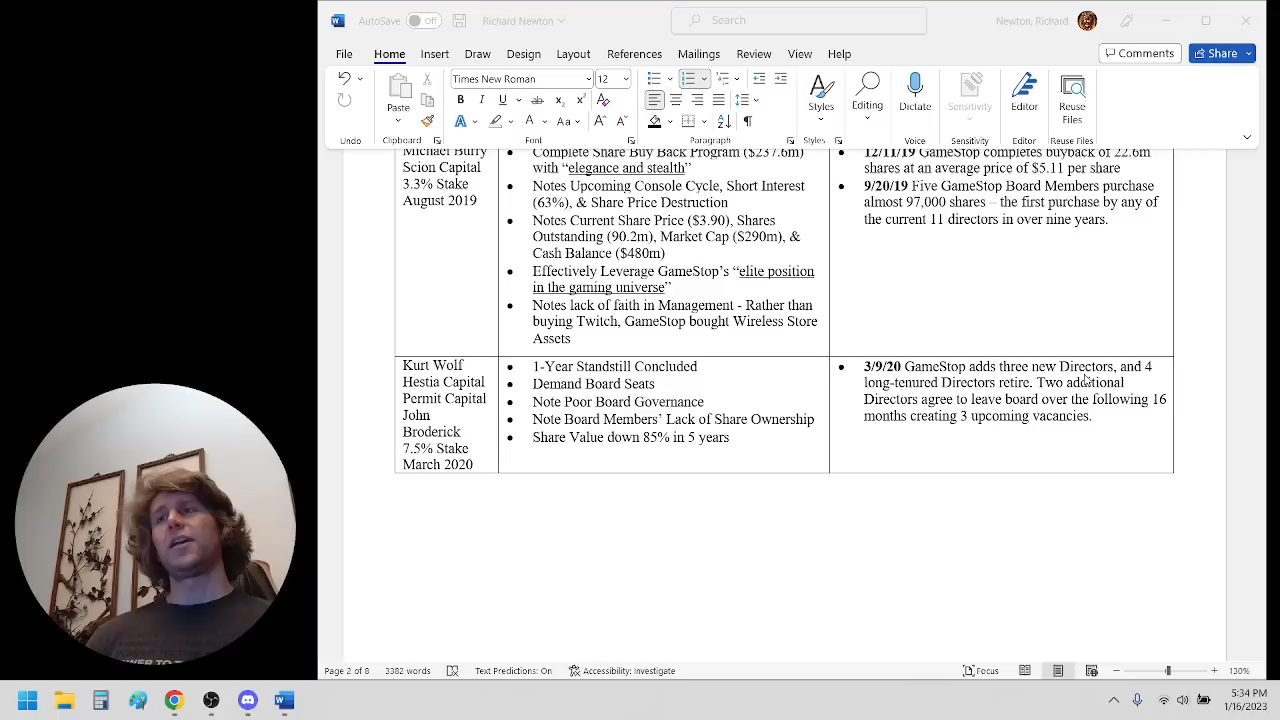 AutoSave Off Richard Newton Search Newton, Richard
File Home Insert Draw Design Layout References Mailings Review View Help Comments Share
Times New Roman 12
Paste Styles Editing Dictate Sensitivity Editor Reuse Files
Undo Clipboard Font Paragraph Styles Voice Sensitivity Editor Reuse Files
Michael Burry
Scion Capital
3.3% Stake
August 2019
Complete Share Buy Back Program ($237.6m)
with “elegance and stealth”
• Notes Upcoming Console Cycle, Short Interest
(63%), & Share Price Destruction
• Notes Current Share Price ($3.90), Shares
Outstanding (90.2m), Market Cap ($290m), &
Cash Balance ($480m)
• Effectively Leverage GameStop’s “elite position
in the gaming universe”
• Notes lack of faith in Management - Rather than
buying Twitch, GameStop bought Wireless Store
Assets
12/11/19 GameStop completes buyback of 22.6m
shares at an average price of $5.11 per share
• 9/20/19 Five GameStop Board Members purchase
almost 97,000 shares – the first purchase by any of
the current 11 directors in over nine years.
Kurt Wolf
Hestia Capital
Permit Capital
John
Broderick
7.5% Stake
March 2020
• 1-Year Standstill Concluded
• Demand Board Seats
• Note Poor Board Governance
• Note Board Members’ Lack of Share Ownership
• Share Value down 85% in 5 years
• 3/9/20 GameStop adds three new Directors, and 4
long-tenured Directors retire. Two additional
Directors agree to leave board over the following 16
months creating 3 upcoming vacancies.
Page 2 of 8 3382 words Text Predictions: On Accessibility: Investigate Focus 130%
5:34 PM
1/16/2023